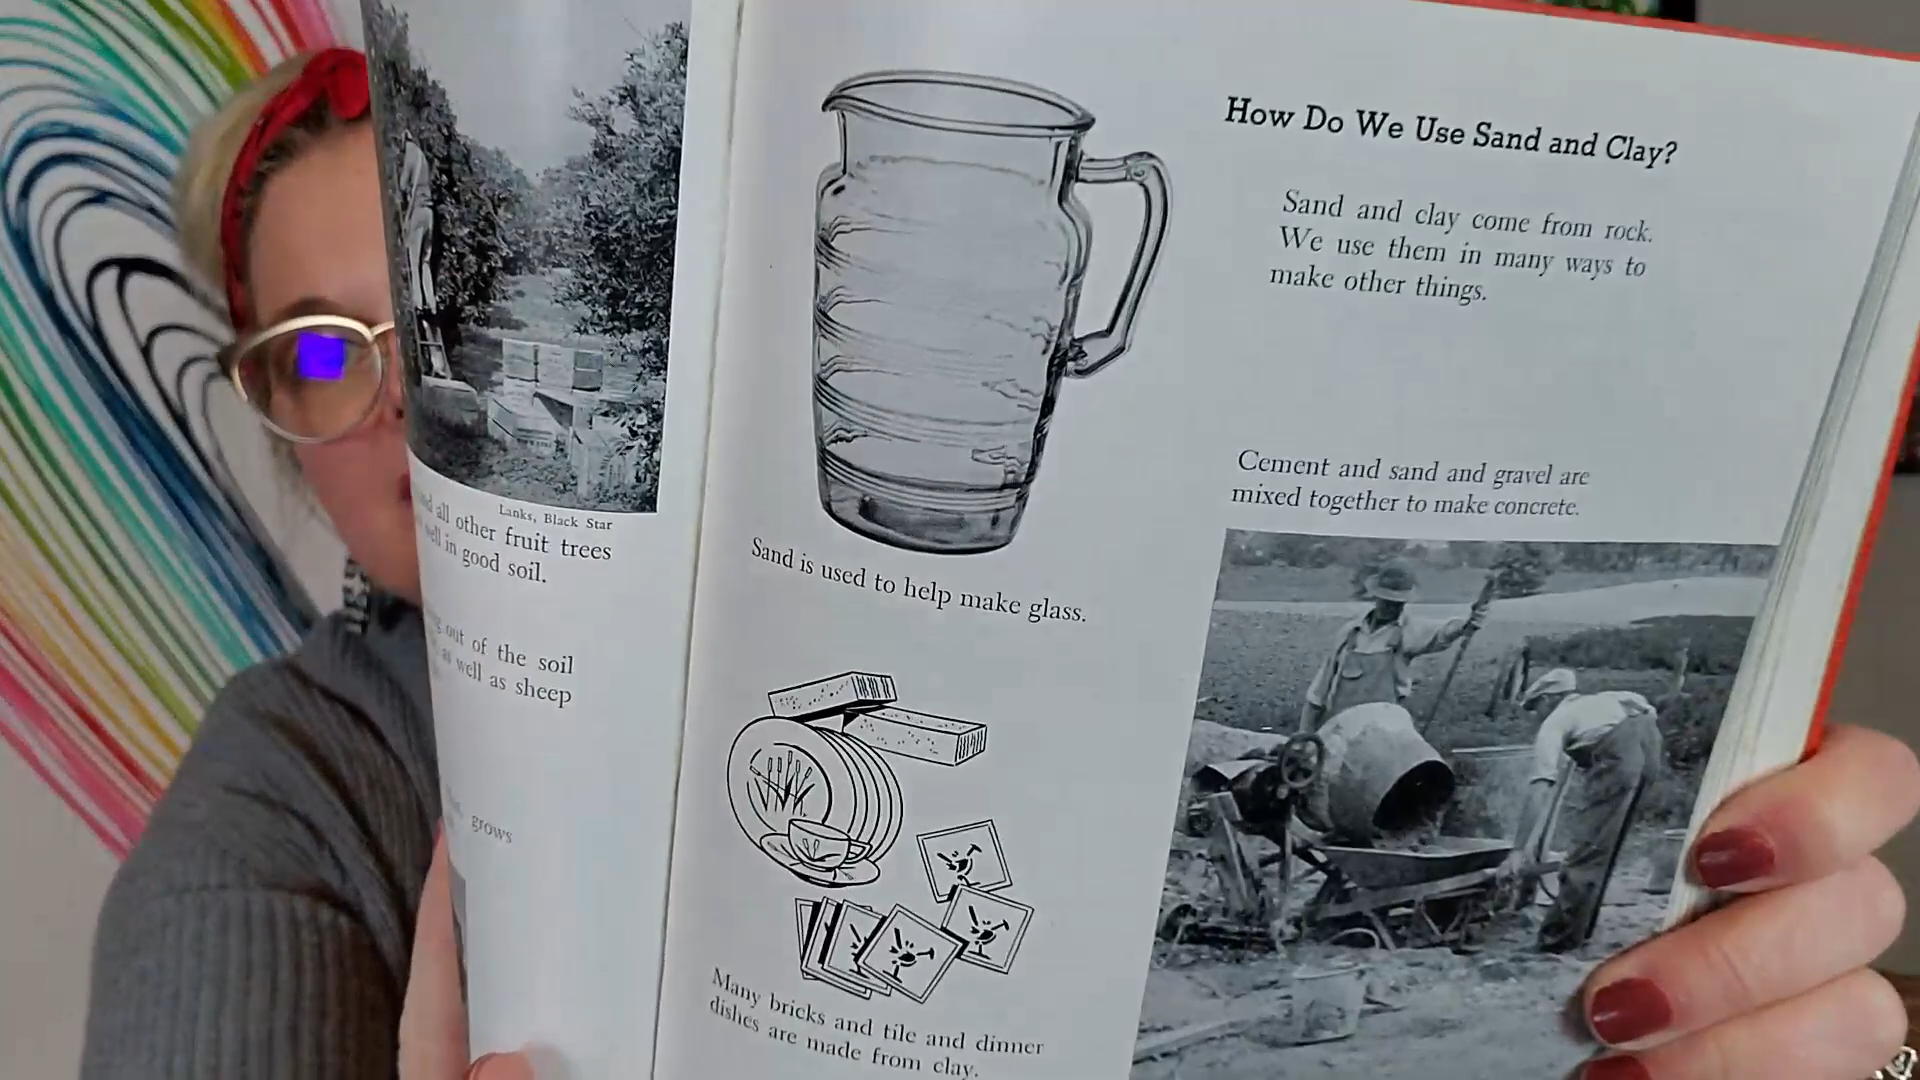 Lanks, Black Star
all other fruit trees
well in good soil.
out of the soil
as well as sheep
grows
Sand is used to help make glass.
Many bricks and tile and dinner
dishes are made from clay.
How Do We Use Sand and Clay?
Sand and clay come from rock.
We use them in many ways to
make other things.
Cement and sand and gravel are
mixed together to make concrete.